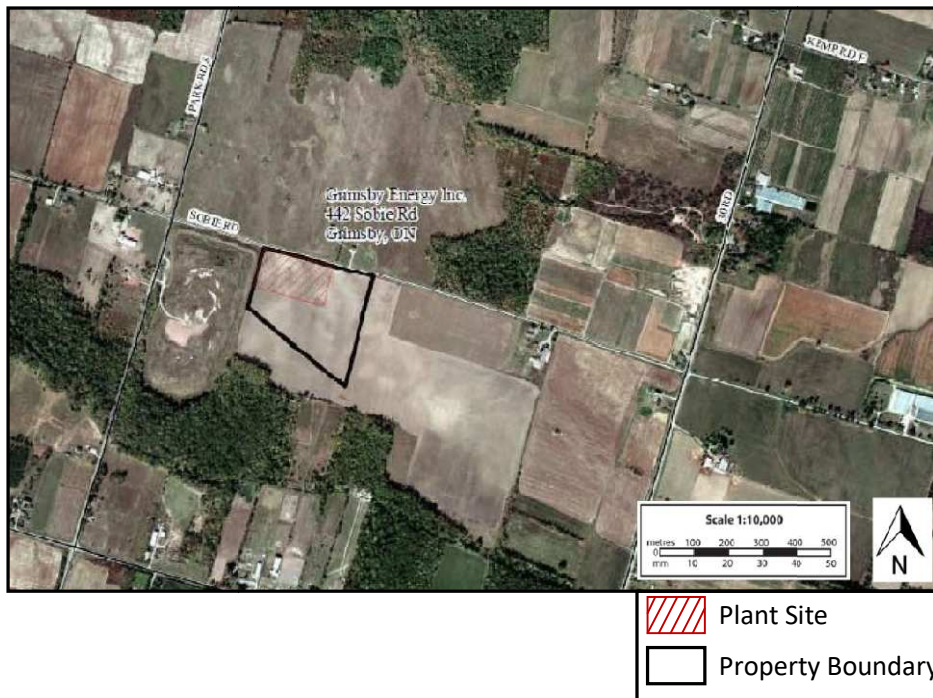 KEMP RD E
PARK RD S
Grimsby Energy Inc.
442 Sobie Rd
Grimsby, ON
SOBIE RD
30 RD
Scale 1:10,000
metres 100 200 300 400 500
0
mm 10 20 30 40 50
N
Plant Site
Property Boundary